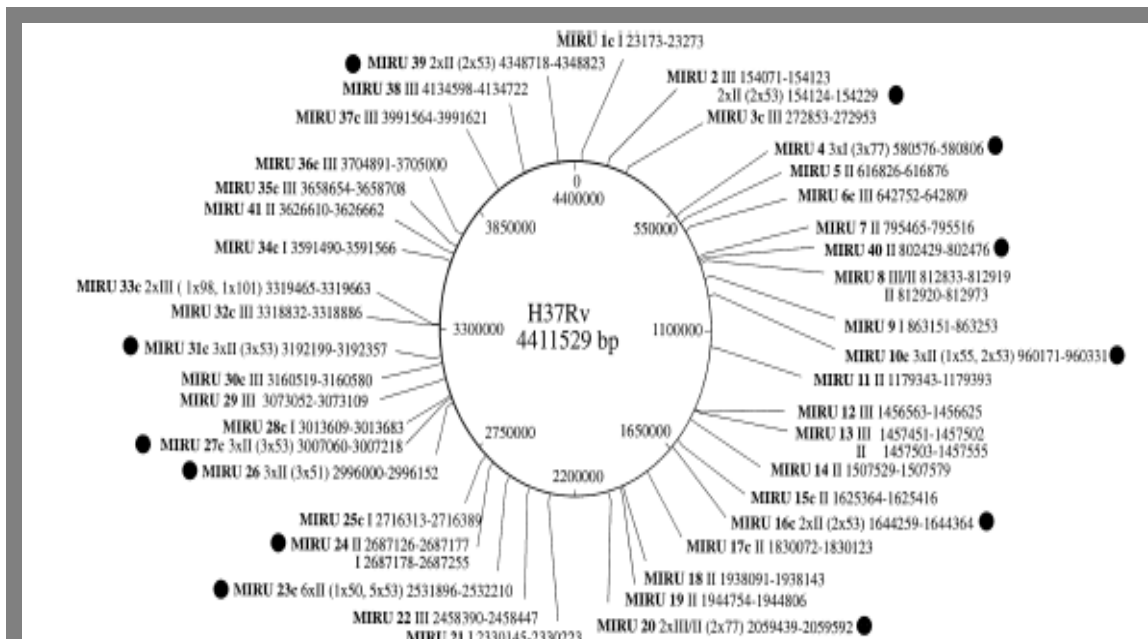 MIRU 1c I 23173-23273
MIRU 39 2xII (2x53) 4348718-4348823
MIRU 38 III 4134598-4134722
MIRU 37c III 3991564-3991621
MIRU 36c III 3704891-3705000
MIRU 35c III 3658654-3658708
MIRU 41 II 3626610-3626662
MIRU 34c I 3591490-3591566
MIRU 33c 2xIII ( 1x98, 1x101) 3319465-3319663
MIRU 32c III 3318832-3318886
MIRU 31c 3xII (3x53) 3192199-3192357
MIRU 30c III 3160519-3160580
MIRU 29 III 3073052-3073109
MIRU 28c I 3013609-3013683
MIRU 27c 3xII (3x53) 3007060-3007218
MIRU 26 3xII (3x51) 2996000-2996152
MIRU 25c I 2716313-2716389
MIRU 24 II 2687126-2687177
I 2687178-2687255
MIRU 23c 6xII (1x50, 5x53) 2531896-2532210
MIRU 22 III 2458390-2458447
MIRU 21 I 2330145-2330223
MIRU 2 III 154071-154123
2xII (2x53) 154124-154229
MIRU 3c III 272853-272953
MIRU 4 3xI (3x77) 580576-580806
MIRU 5 II 616826-616876
MIRU 6c III 642752-642809
MIRU 7 II 795465-795516
MIRU 40 II 802429-802476
MIRU 8 III/II 812833-812919
II 812920-812973
MIRU 9 I 863151-863253
MIRU 10c 3xII (1x55, 2x53) 960171-960331
MIRU 11 II 1179343-1179393
MIRU 12 III 1456563-1456625
MIRU 13 III 1457451-1457502
II 1457503-1457555
MIRU 14 II 1507529-1507579
MIRU 15c II 1625364-1625416
MIRU 16c 2xII (2x53) 1644259-1644364
MIRU 17c II 1830072-1830123
MIRU 18 II 1938091-1938143
MIRU 19 II 1944754-1944806
MIRU 20 2xIII/II (2x77) 2059439-2059592
0
4400000
550000
1100000
1650000
2200000
2750000
3300000
3850000
H37Rv
4411529 bp